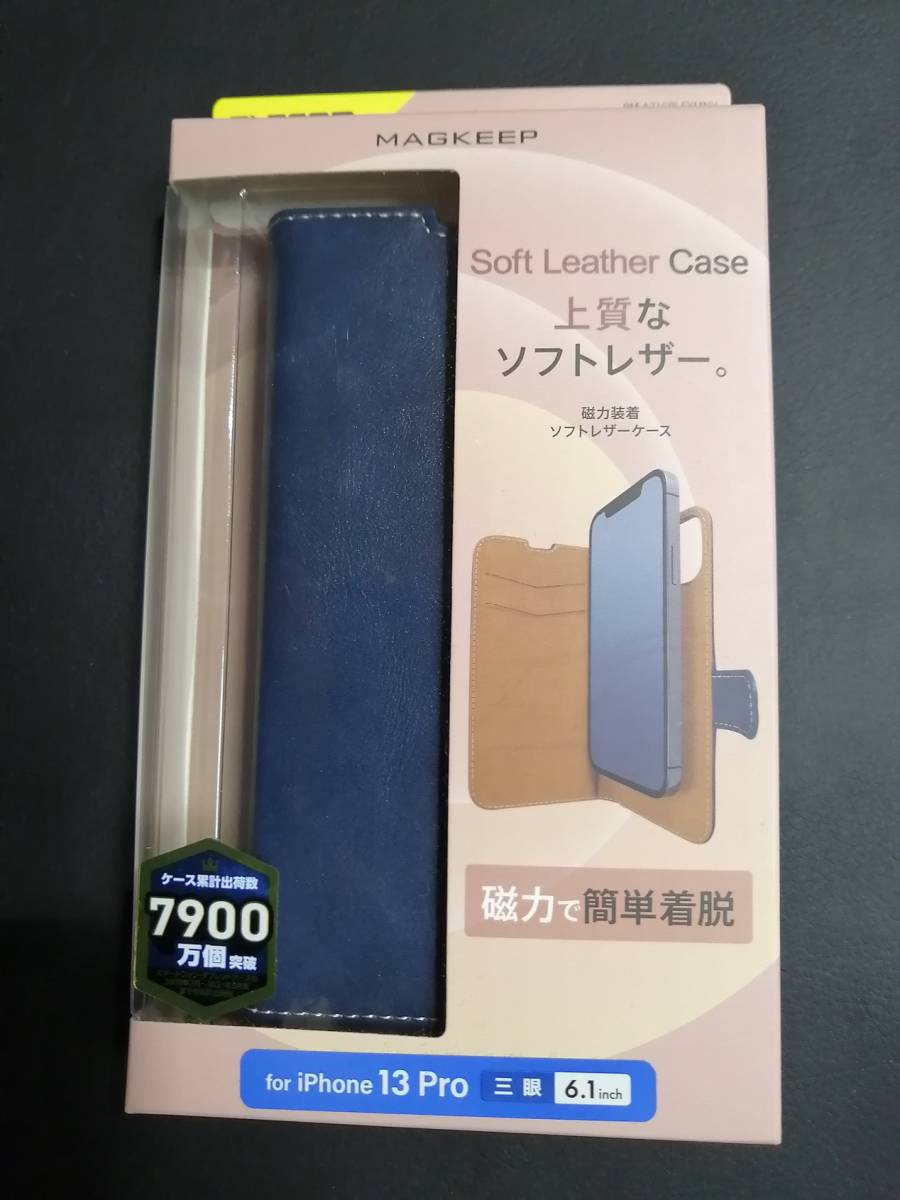 MAGKEEP
Soft Leather Case
上質な
ソフトレザー。
磁力装着
ソフトレザーケース
磁力で簡単着脱
ケース累計出荷数
7900
万個突破
for iPhone 13 Pro 三眼 6.1inch